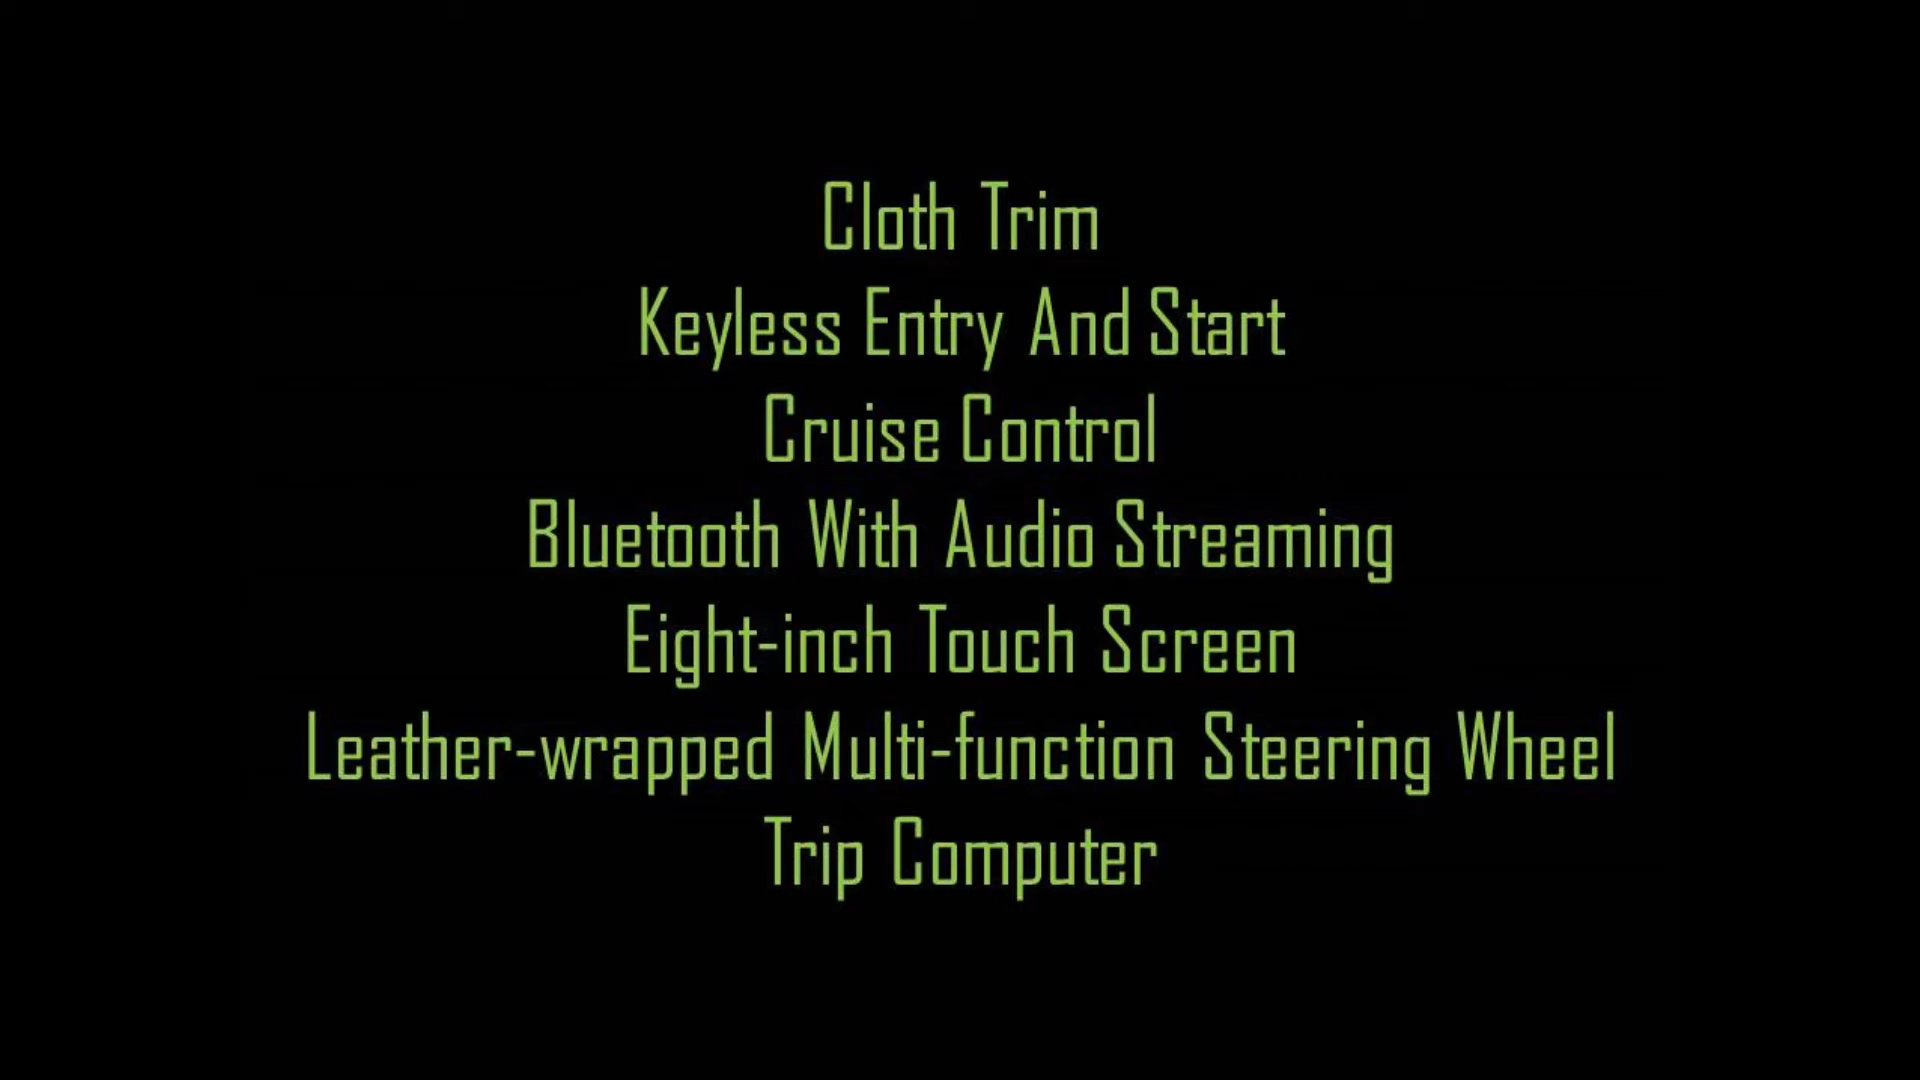 Cloth Trim
Keyless Entry And Start
Cruise Control
Bluetooth With Audio Streaming
Eight-inch Touch Screen
Leather-wrapped Multi-function Steering Wheel
Trip Computer